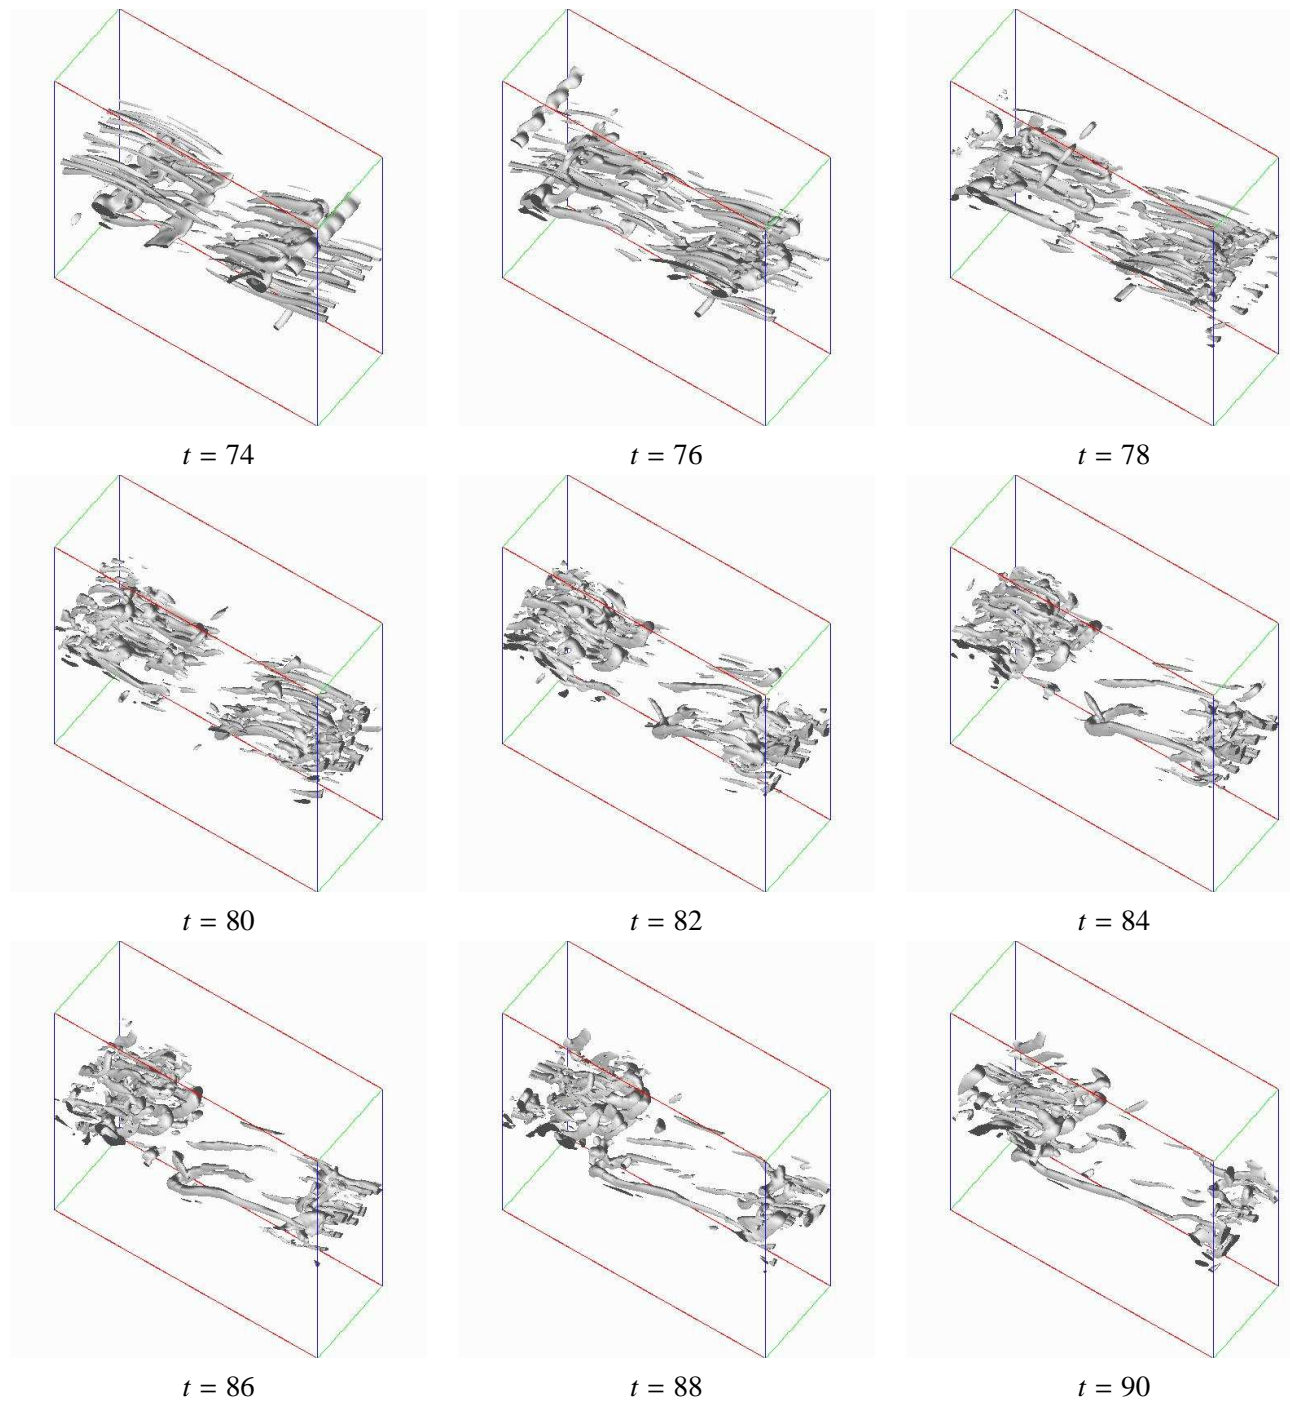 t = 74
t = 76
t = 78
t = 80
t = 82
t = 84
t = 86
t = 88
t = 90